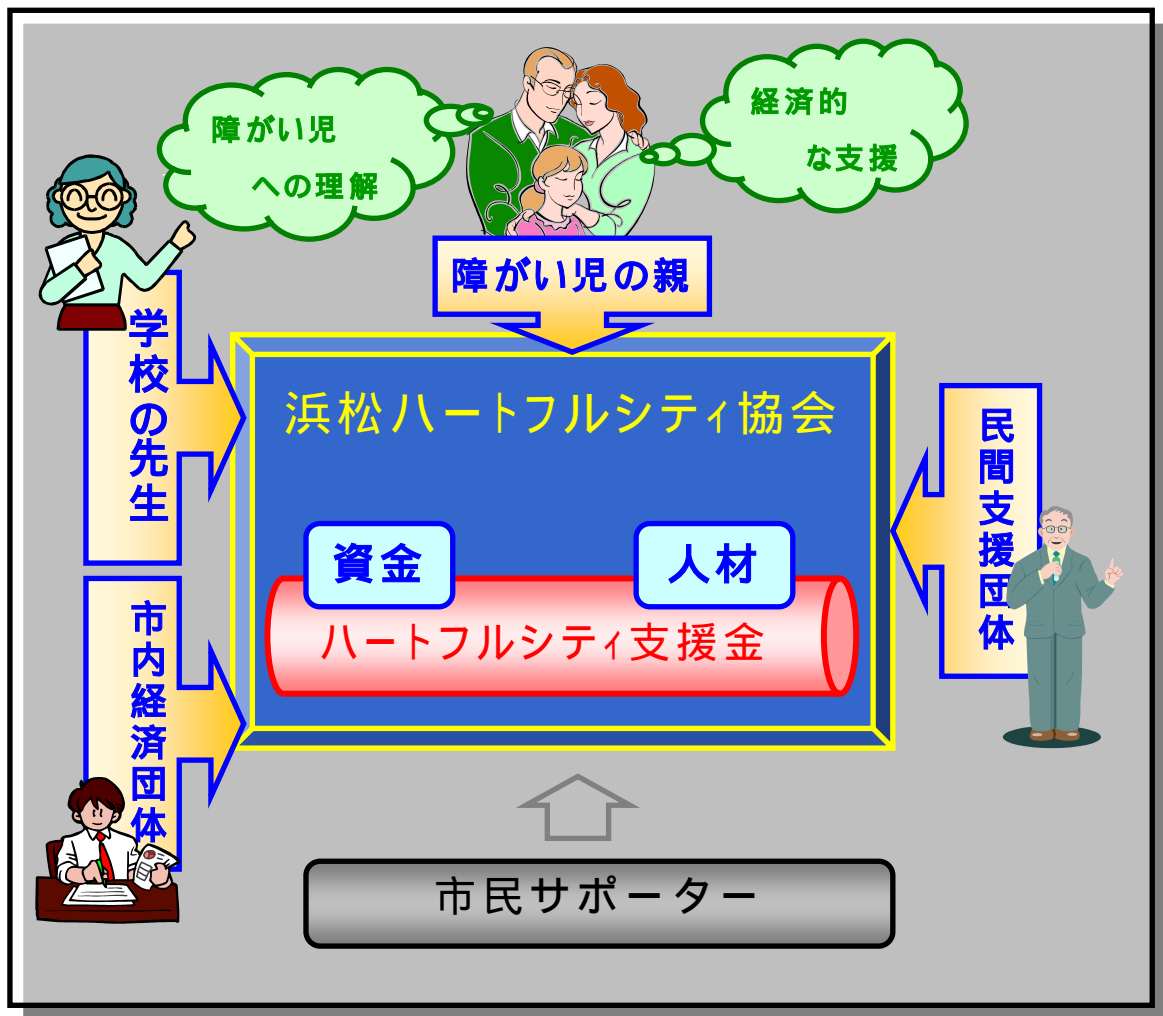 障がい児
への理解
経済的
な支援
障がい児の親
学校の先生
浜松ハートフルシティ協会
民間支援団体
資金
人材
ハートフルシティ支援金
市内経済団体
市民サポーター